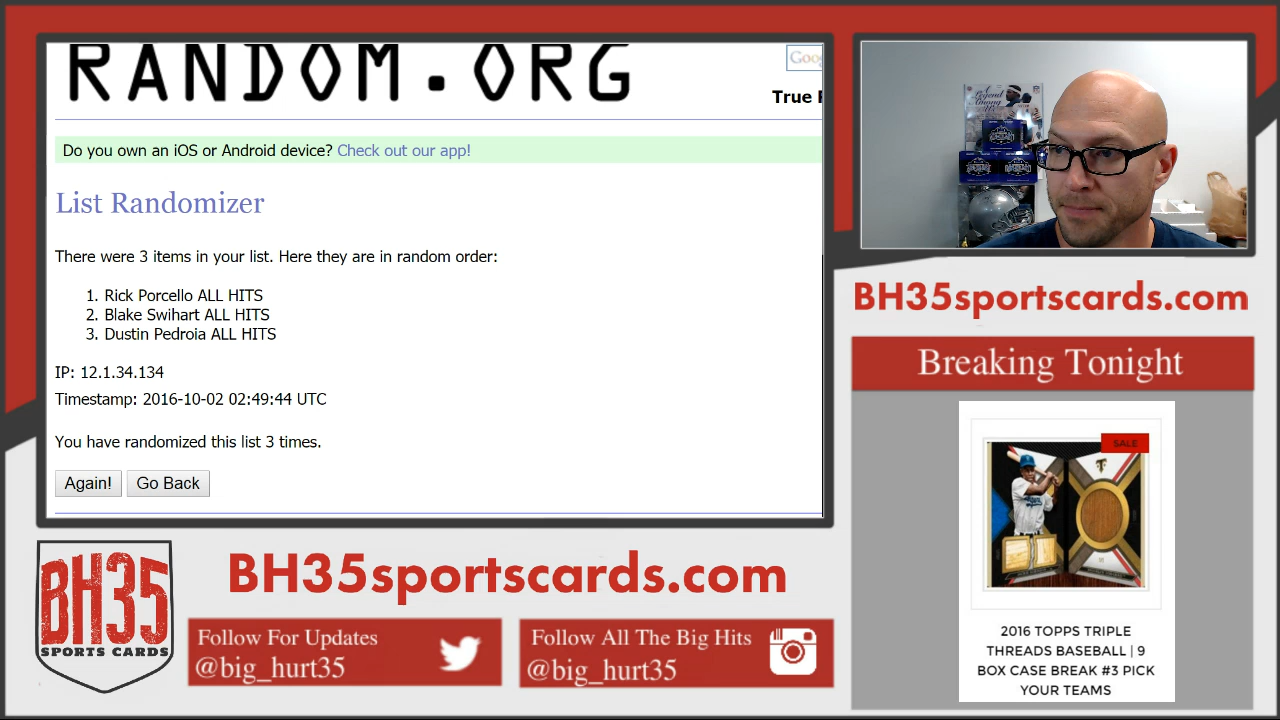 RANDOM.ORG
Goo
True
Do you own an iOS or Android device? Check out our app!
List Randomizer
There were 3 items in your list. Here they are in random order:
1. Rick Porcello ALL HITS
2. Blake Swihart ALL HITS
3. Dustin Pedroia ALL HITS
IP: 12.1.34.134
Timestamp: 2016-10-02 02:49:44 UTC
You have randomized this list 3 times.
Again! Go Back
BH35sportscards.com
Breaking Tonight
SALE
2016 TOPPS TRIPLE
THREADS BASEBALL | 9
BOX CASE BREAK #3 PICK
YOUR TEAMS
BH35
SPORTS CARDS
BH35sportscards.com
Follow For Updates
@big_hurt35
Follow All The Big Hits
@big_hurt35